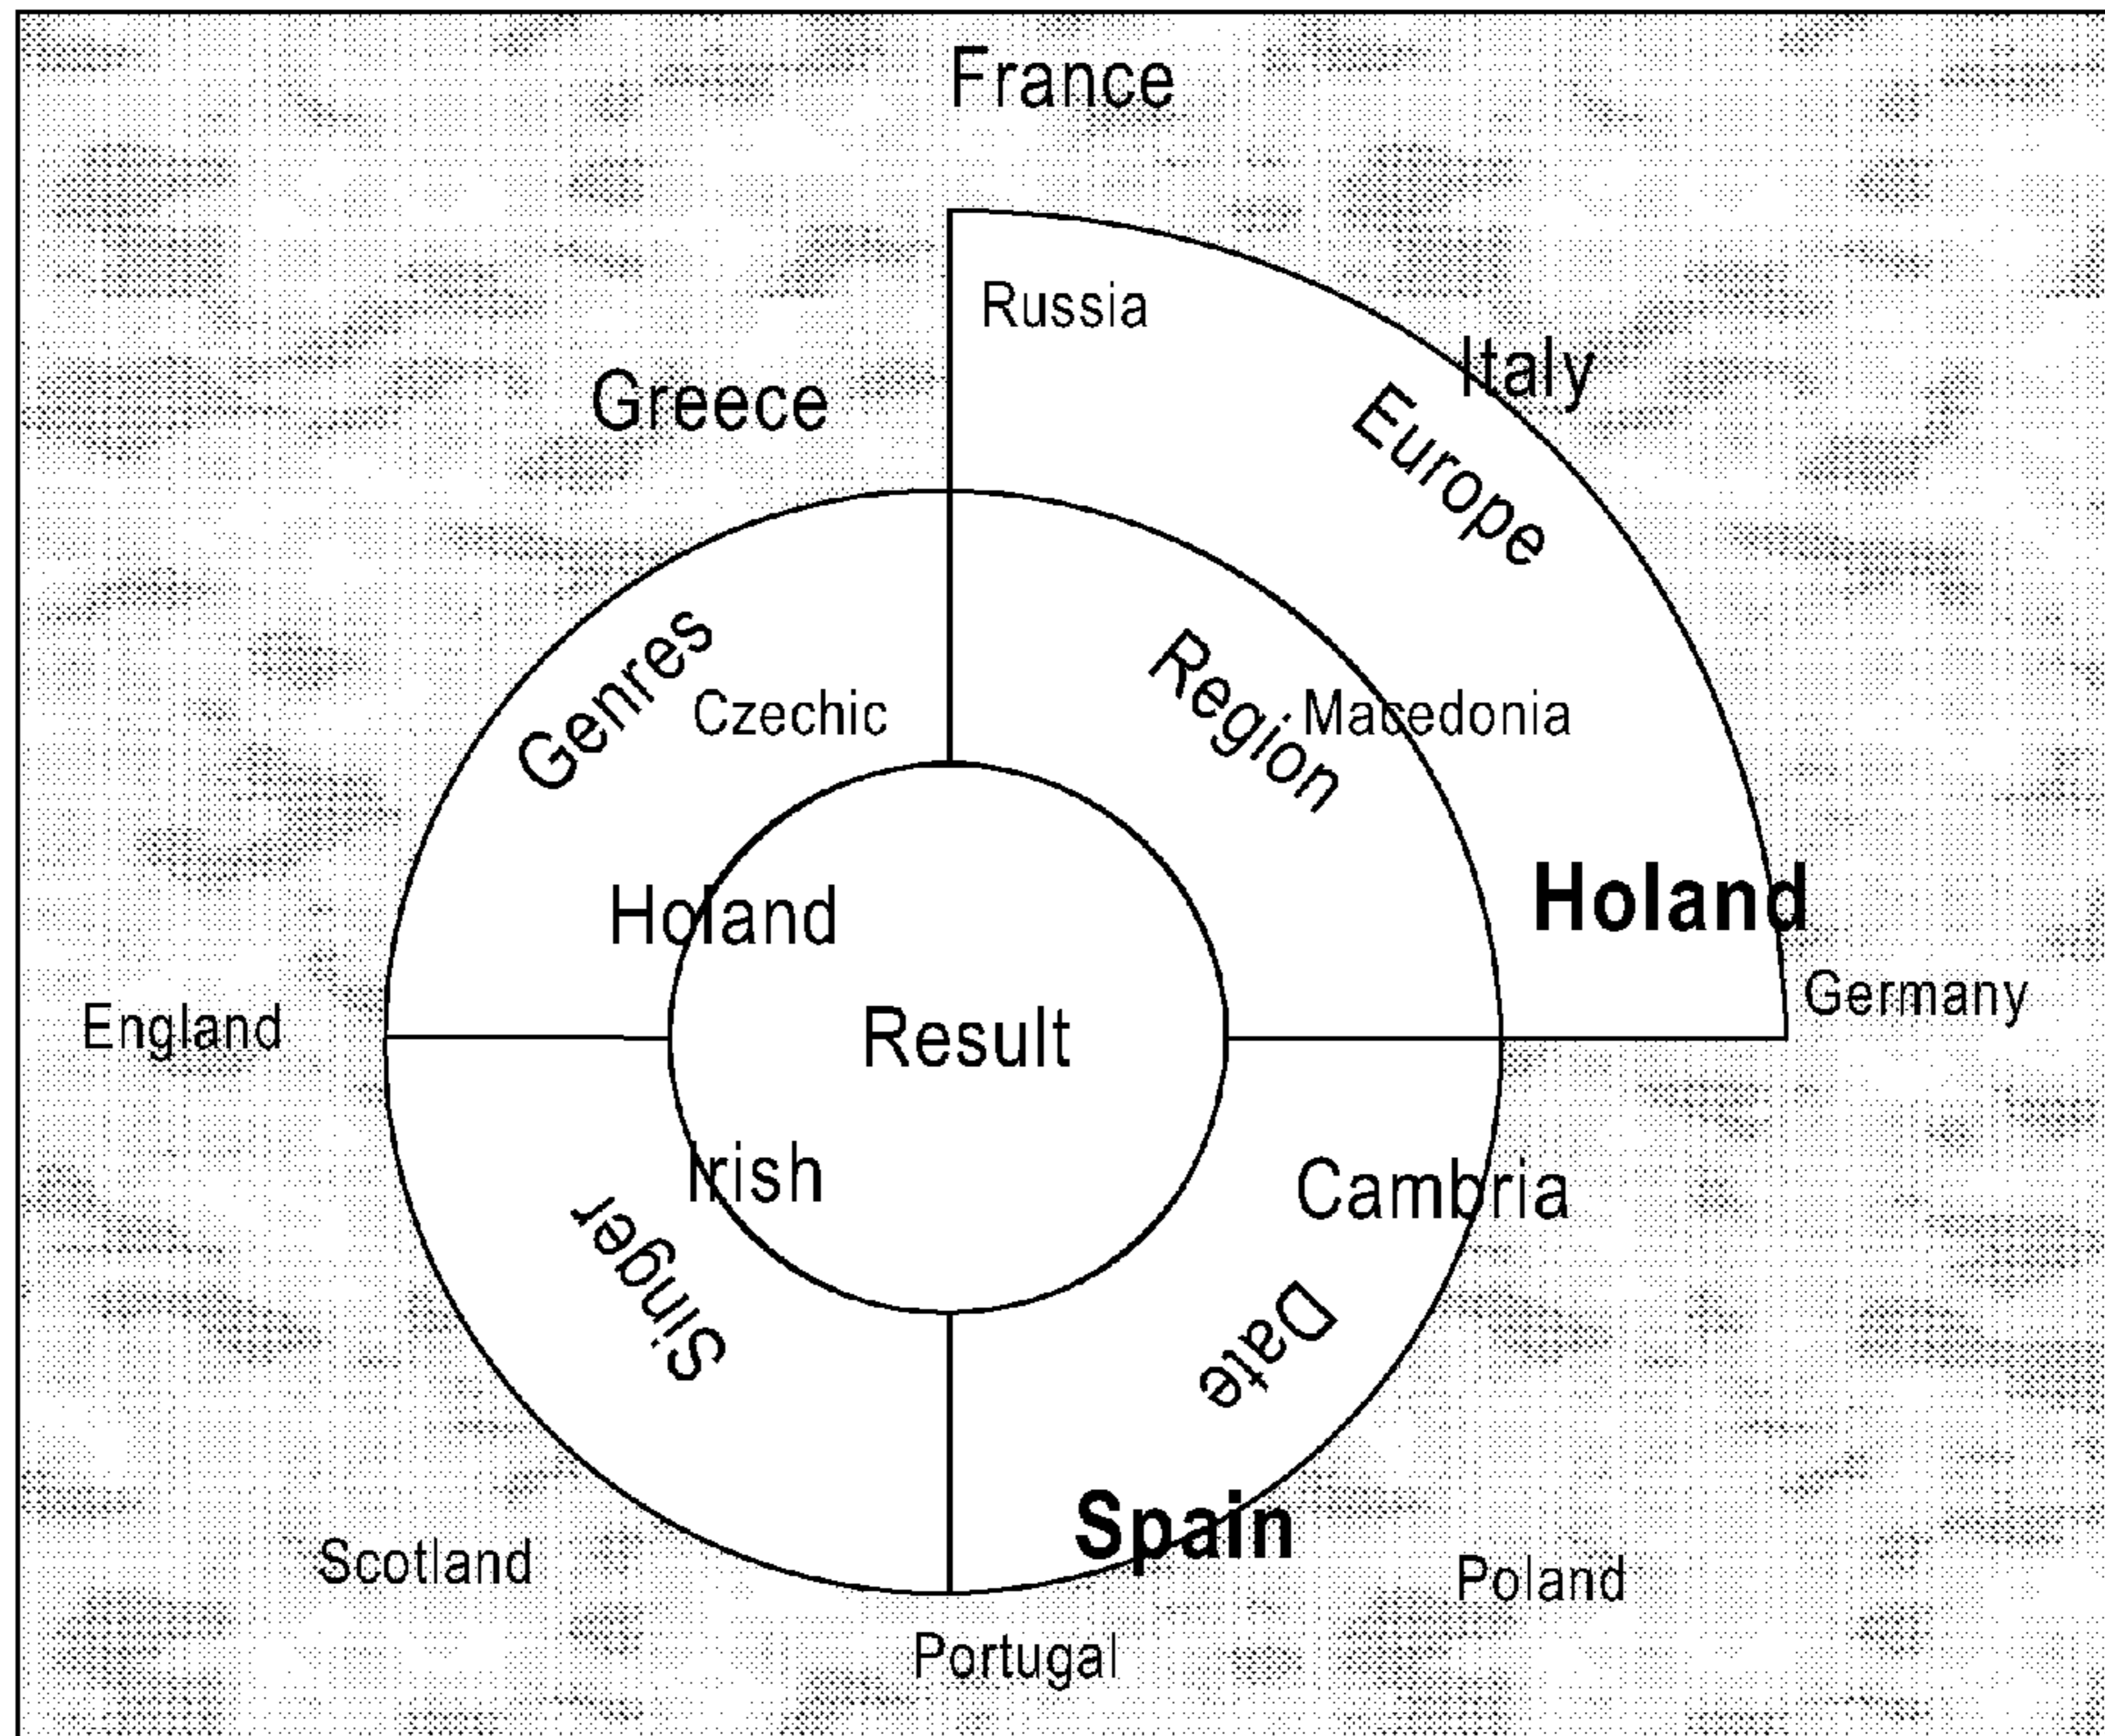 France
Russia
Italy
Greece
Europe
Genres
Czechic
Region
Macedonia
Holand
Holand
England
Result
Germany
Irish
Cambria
Singer
Date
Spain
Scotland
Poland
Portugal